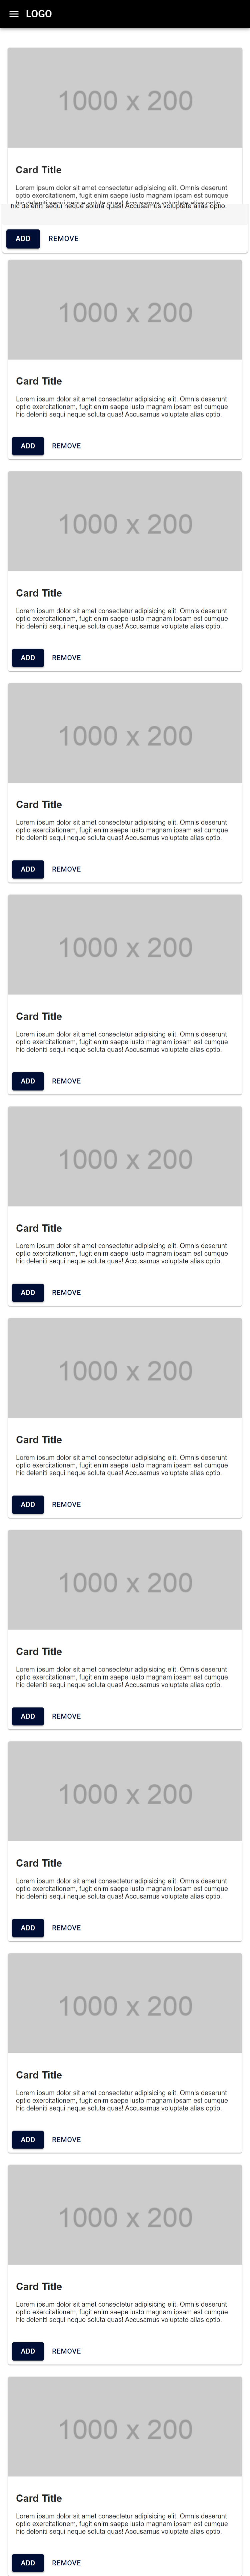 LOGO
1000 x 200
Card Title
Lorem ipsum dolor sit amet consectetur adipisicing elit. Omnis deserunt
optio exercitationem, fugit enim saepe iusto magnam ipsam est cumque
hic deleniti sequi neque soluta quas! Accusamus voluptate alias optio.
hic deleniti sequi neque soluta quas! Accusamus voluptate alias optio.
ADD REMOVE
1000 x 200
Card Title
Lorem ipsum dolor sit amet consectetur adipisicing elit. Omnis deserunt
optio exercitationem, fugit enim saepe iusto magnam ipsam est cumque
hic deleniti sequi neque soluta quas! Accusamus voluptate alias optio.
ADD REMOVE
1000 x 200
Card Title
Lorem ipsum dolor sit amet consectetur adipisicing elit. Omnis deserunt
optio exercitationem, fugit enim saepe iusto magnam ipsam est cumque
hic deleniti sequi neque soluta quas! Accusamus voluptate alias optio.
ADD REMOVE
1000 x 200
Card Title
Lorem ipsum dolor sit amet consectetur adipisicing elit. Omnis deserunt
optio exercitationem, fugit enim saepe iusto magnam ipsam est cumque
hic deleniti sequi neque soluta quas! Accusamus voluptate alias optio.
ADD REMOVE
1000 x 200
Card Title
Lorem ipsum dolor sit amet consectetur adipisicing elit. Omnis deserunt
optio exercitationem, fugit enim saepe iusto magnam ipsam est cumque
hic deleniti sequi neque soluta quas! Accusamus voluptate alias optio.
ADD REMOVE
1000 x 200
Card Title
Lorem ipsum dolor sit amet consectetur adipisicing elit. Omnis deserunt
optio exercitationem, fugit enim saepe iusto magnam ipsam est cumque
hic deleniti sequi neque soluta quas! Accusamus voluptate alias optio.
ADD REMOVE
1000 x 200
Card Title
Lorem ipsum dolor sit amet consectetur adipisicing elit. Omnis deserunt
optio exercitationem, fugit enim saepe iusto magnam ipsam est cumque
hic deleniti sequi neque soluta quas! Accusamus voluptate alias optio.
ADD REMOVE
1000 x 200
Card Title
Lorem ipsum dolor sit amet consectetur adipisicing elit. Omnis deserunt
optio exercitationem, fugit enim saepe iusto magnam ipsam est cumque
hic deleniti sequi neque soluta quas! Accusamus voluptate alias optio.
ADD REMOVE
1000 x 200
Card Title
Lorem ipsum dolor sit amet consectetur adipisicing elit. Omnis deserunt
optio exercitationem, fugit enim saepe iusto magnam ipsam est cumque
hic deleniti sequi neque soluta quas! Accusamus voluptate alias optio.
ADD REMOVE
1000 x 200
Card Title
Lorem ipsum dolor sit amet consectetur adipisicing elit. Omnis deserunt
optio exercitationem, fugit enim saepe iusto magnam ipsam est cumque
hic deleniti sequi neque soluta quas! Accusamus voluptate alias optio.
ADD REMOVE
1000 x 200
Card Title
Lorem ipsum dolor sit amet consectetur adipisicing elit. Omnis deserunt
optio exercitationem, fugit enim saepe iusto magnam ipsam est cumque
hic deleniti sequi neque soluta quas! Accusamus voluptate alias optio.
ADD REMOVE
1000 x 200
Card Title
Lorem ipsum dolor sit amet consectetur adipisicing elit. Omnis deserunt
optio exercitationem, fugit enim saepe iusto magnam ipsam est cumque
hic deleniti sequi neque soluta quas! Accusamus voluptate alias optio.
ADD REMOVE